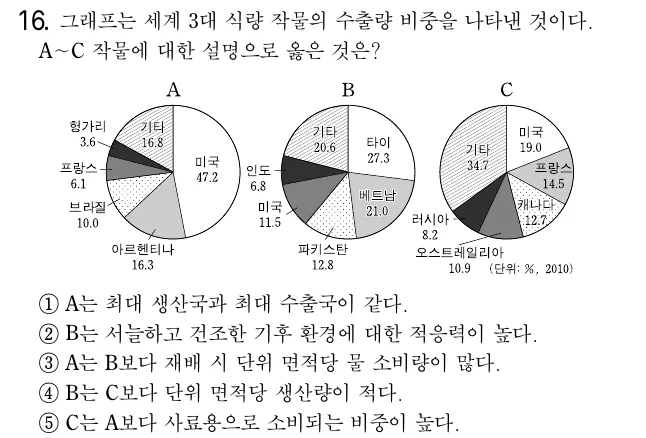 16. 그래프는 세계 3대 식량 작물의 수출량 비중을 나타낸 것이다.
A~C 작물에 대한 설명으로 옳은 것은?
A
헝가리
3.6
프랑스
6.1
브라질
10.0
아르헨티나
16.3
기타
16.8
미국
47.2
B
인도
6.8
미국
11.5
파키스탄
12.8
기타
20.6
타이
27.3
베트남
21.0
C
기타
34.7
미국
19.0
프랑스
14.5
캐나다
12.7
러시아
8.2
오스트레일리아
10.9 (단위: %, 2010)
① A는 최대 생산국과 최대 수출국이 같다.
② B는 서늘하고 건조한 기후 환경에 대한 적응력이 높다.
③ A는 B보다 재배 시 단위 면적당 물 소비량이 많다.
④ B는 C보다 단위 면적당 생산량이 적다.
⑤ C는 A보다 사료용으로 소비되는 비중이 높다.